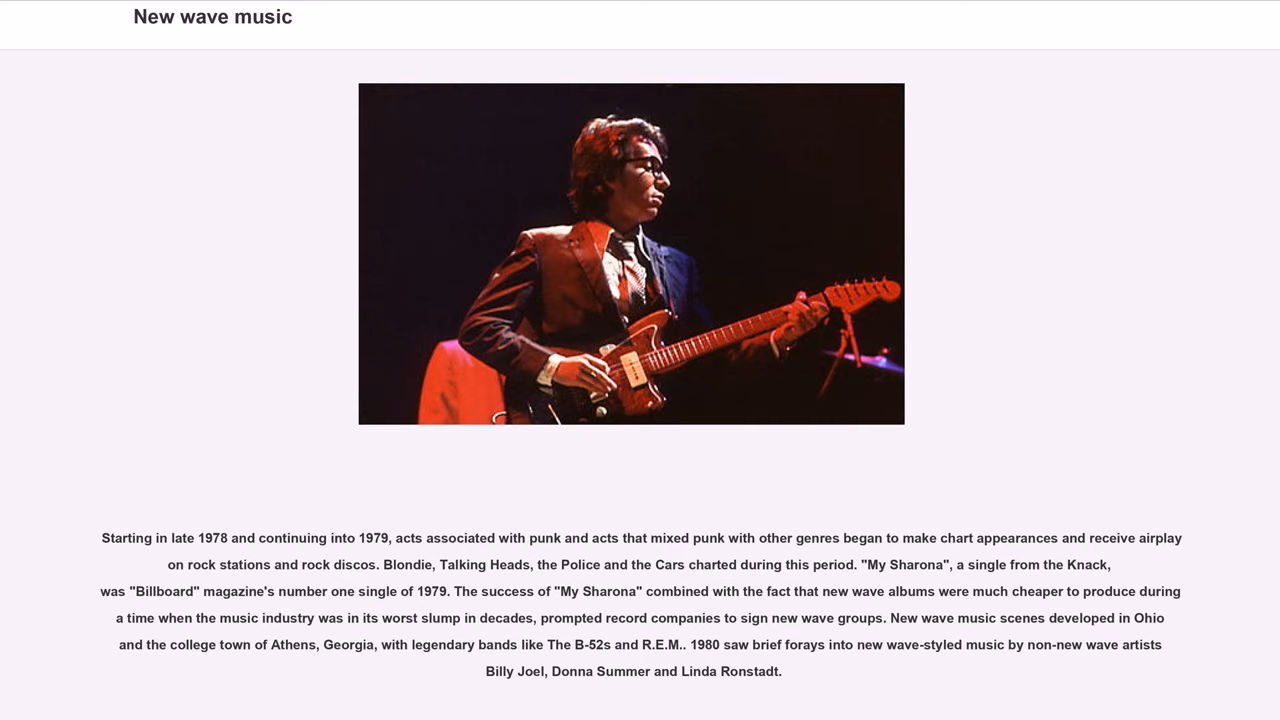 New wave music
Starting in late 1978 and continuing into 1979, acts associated with punk and acts that mixed punk with other genres began to make chart appearances and receive airplay
on rock stations and rock discos. Blondie, Talking Heads, the Police and the Cars charted during this period. "My Sharona", a single from the Knack,
was "Billboard" magazine's number one single of 1979. The success of "My Sharona" combined with the fact that new wave albums were much cheaper to produce during
a time when the music industry was in its worst slump in decades, prompted record companies to sign new wave groups. New wave music scenes developed in Ohio
and the college town of Athens, Georgia, with legendary bands like The B-52s and R.E.M.. 1980 saw brief forays into new wave-styled music by non-new wave artists
Billy Joel, Donna Summer and Linda Ronstadt.